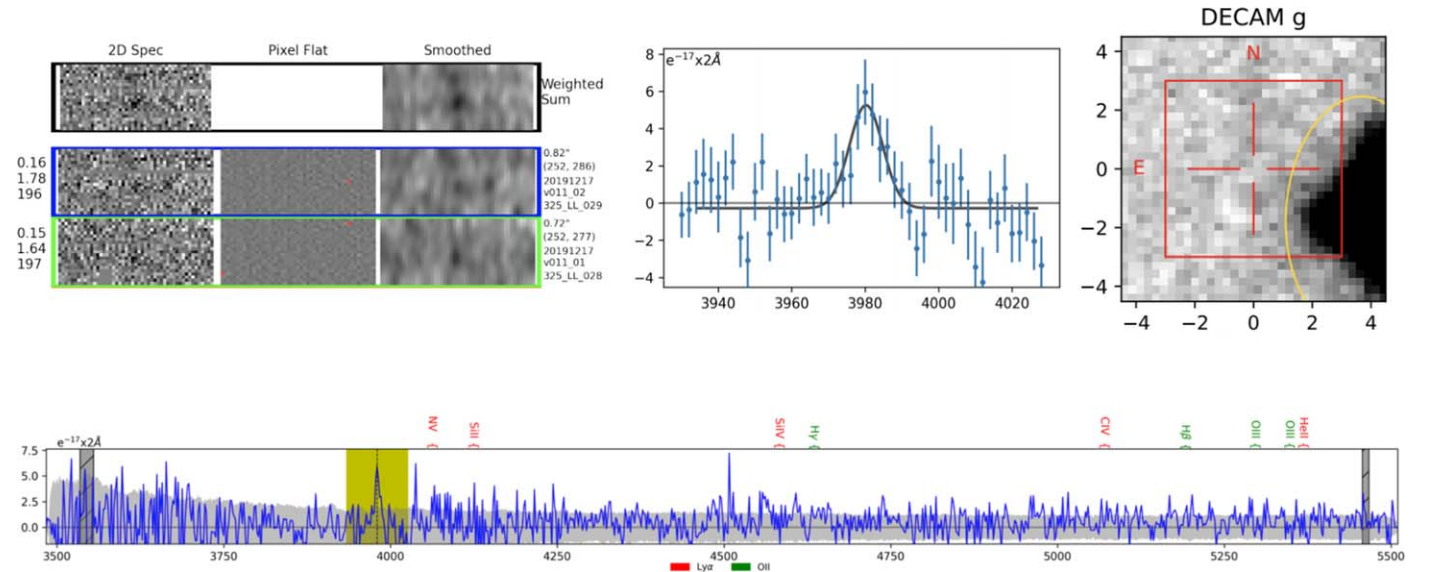 2D Spec Pixel Flat Smoothed
Weighted
Sum
0.16
1.78
196
0.82"
(252, 286)
20191217
v011_02
325_LL_029
0.15
1.64
197
0.72"
(252, 277)
20191217
v011_01
325_LL_028
e⁻¹⁷x2Å
8
6
4
2
0
−2
−4
3940 3960 3980 4000 4020
DECAM g
N
E
4
2
0
−2
−4
−4 −2 0 2 4
NV { SiII { SiIV { Hγ { CIV { Hβ { OIII { OIII { HeII {
e⁻¹⁷x2Å
7.5
5.0
2.5
0.0
3500 3750 4000 4250 4500 4750 5000 5250 5500
Lyα OII